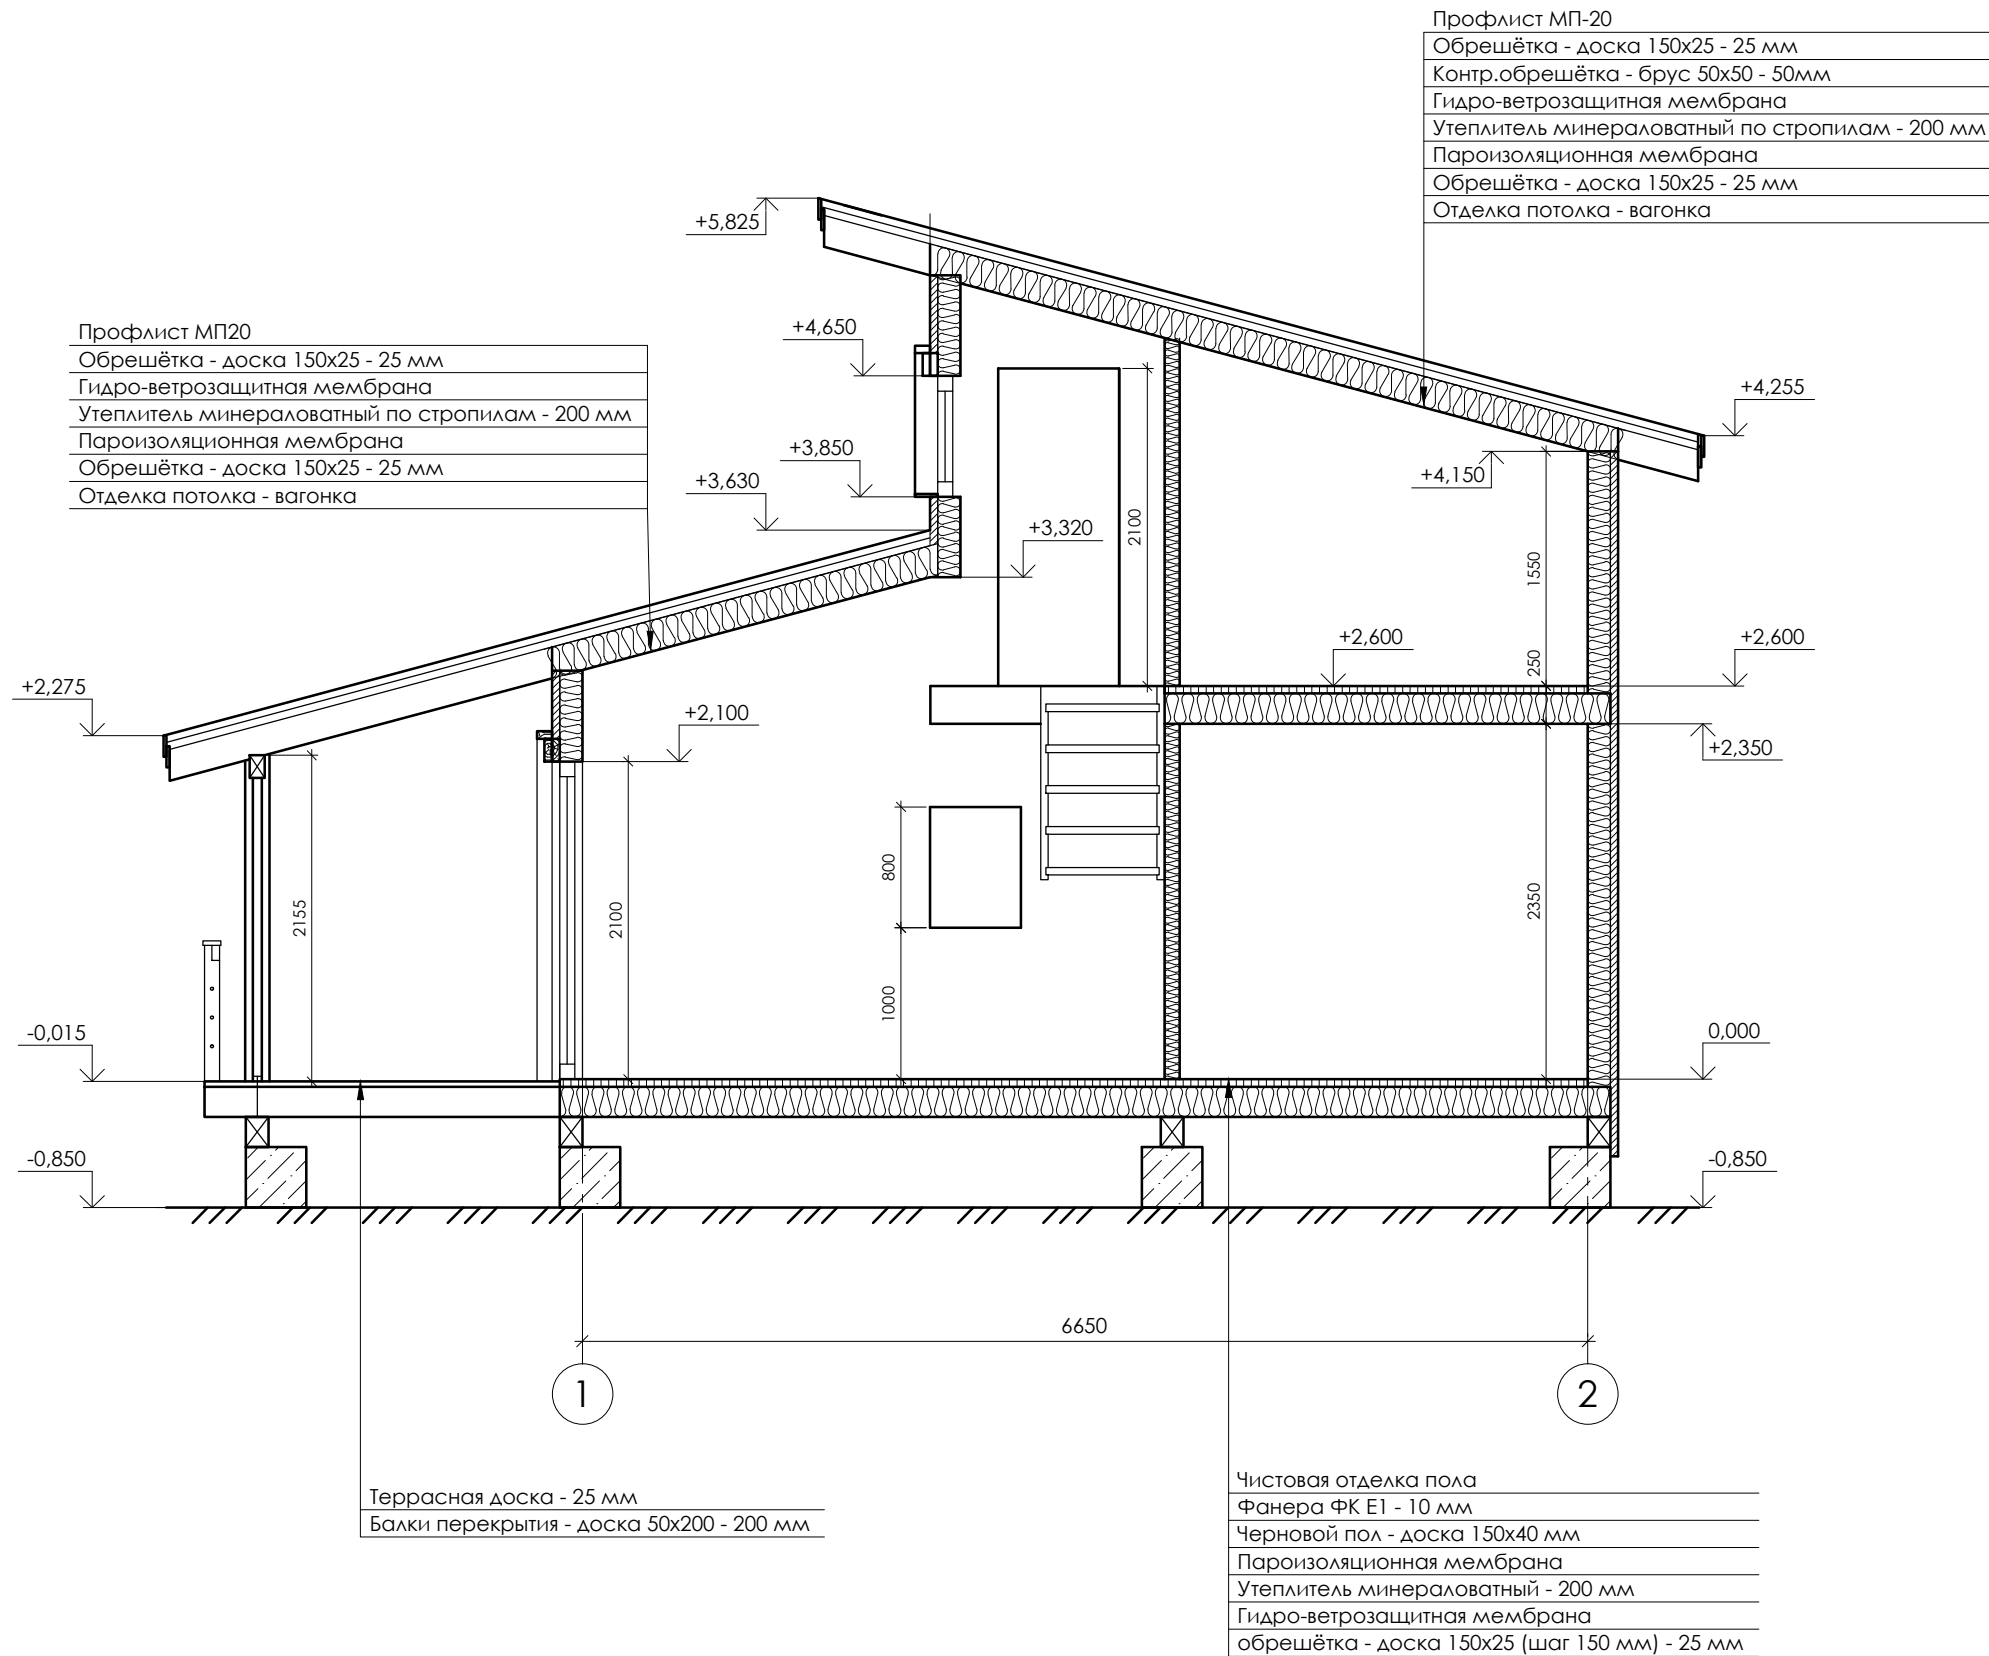 Профлист МП-20
Обрешётка - доска 150х25 - 25 мм
Контр.обрешётка - брус 50х50 - 50мм
Гидро-ветрозащитная мембрана
Утеплитель минераловатный по стропилам - 200 мм
Пароизоляционная мембрана
Обрешётка - доска 150х25 - 25 мм
Отделка потолка - вагонка
Профлист МП20
Обрешётка - доска 150х25 - 25 мм
Гидро-ветрозащитная мембрана
Утеплитель минераловатный по стропилам - 200 мм
Пароизоляционная мембрана
Обрешётка - доска 150х25 - 25 мм
Отделка потолка - вагонка
+5,825
+4,650
+3,850
+3,630
+3,320
+4,255
+4,150
2100
1550
250
+2,600
+2,600
+2,275
+2,100
+2,350
2155
2100
800
1000
2350
-0,015
0,000
-0,850
-0,850
6650
1
2
Террасная доска - 25 мм
Балки перекрытия - доска 50х200 - 200 мм
Чистовая отделка пола
Фанера ФК Е1 - 10 мм
Черновой пол - доска 150х40 мм
Пароизоляционная мембрана
Утеплитель минераловатный - 200 мм
Гидро-ветрозащитная мембрана
обрешётка - доска 150х25 (шаг 150 мм) - 25 мм